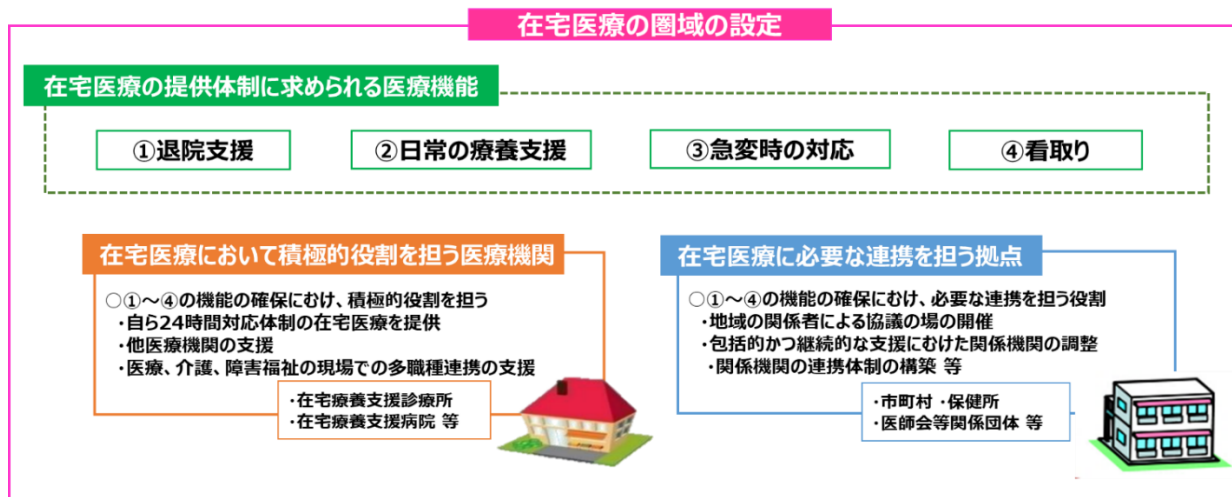 在宅医療の圏域の設定
在宅医療の提供体制に求められる医療機能
①退院支援
②日常の療養支援
③急変時の対応
④看取り
在宅医療において積極的役割を担う医療機関
○①～④の機能の確保にむけ、積極的役割を担う
・自ら24時間対応体制の在宅医療を提供
・他医療機関の支援
・医療、介護、障害福祉の現場での多職種連携の支援
・在宅療養支援診療所
・在宅療養支援病院 等
在宅医療に必要な連携を担う拠点
○①～④の機能の確保にむけ、必要な連携を担う役割
・地域の関係者による協議の場の開催
・包括的かつ継続的な支援にむけた関係機関の調整
・関係機関の連携体制の構築 等
・市町村 ・保健所
・医師会等関係団体 等